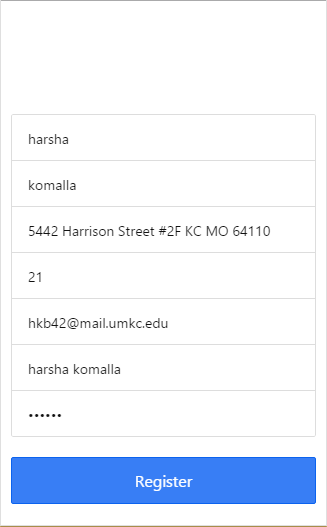 harsha
komalla
5442 Harrison Street #2F KC MO 64110
21
hkb42@mail.umkc.edu
harsha komalla
••••••
Register